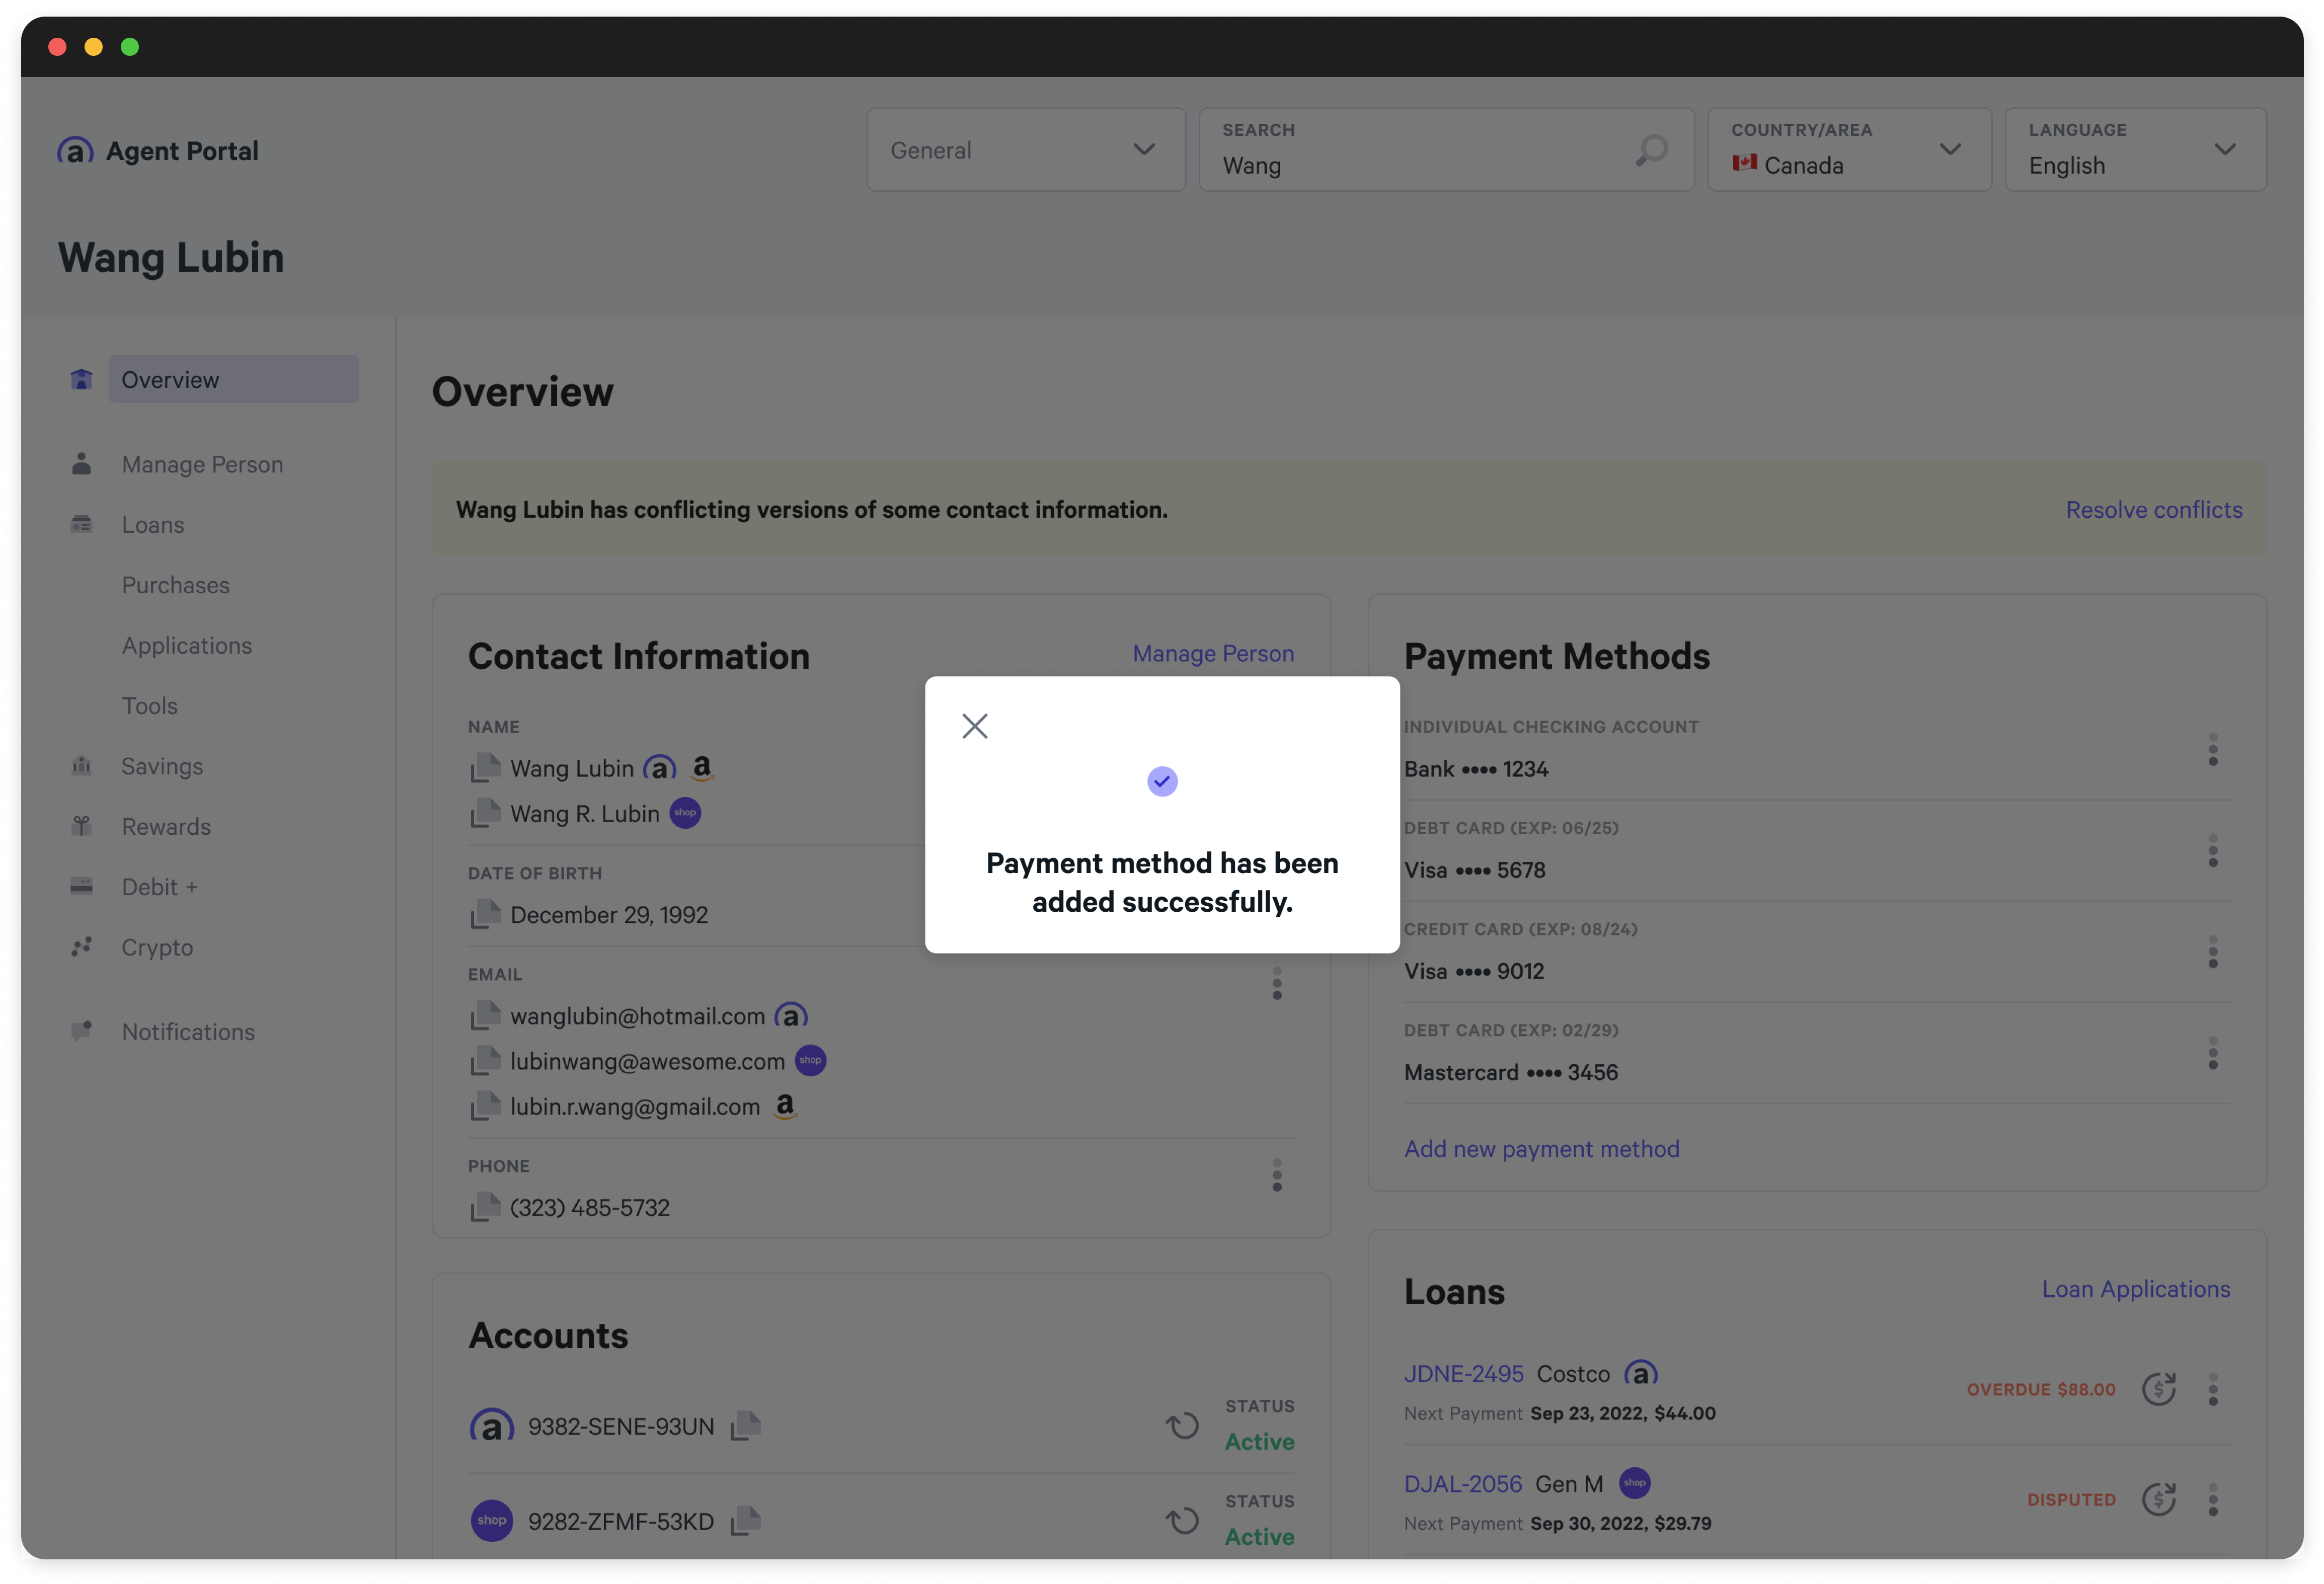 Agent Portal
General
SEARCH
Wang
COUNTRY/AREA
Canada
LANGUAGE
English
Wang Lubin
Overview
Manage Person
Loans
Purchases
Applications
Tools
Savings
Rewards
Debit +
Crypto
Notifications
Overview
Wang Lubin has conflicting versions of some contact information.
Resolve conflicts
Contact Information
Manage Person
NAME
Wang Lubin a a
Wang R. Lubin shop
DATE OF BIRTH
December 29, 1992
EMAIL
wanglubin@hotmail.com a
lubinwang@awesome.com shop
lubin.r.wang@gmail.com a
PHONE
(323) 485-5732
Payment method has been
added successfully.
Payment Methods
INDIVIDUAL CHECKING ACCOUNT
Bank •••• 1234
DEBT CARD (EXP: 06/25)
Visa •••• 5678
CREDIT CARD (EXP: 08/24)
Visa •••• 9012
DEBT CARD (EXP: 02/29)
Mastercard •••• 3456
Add new payment method
Accounts
a 9382-SENE-93UN
STATUS
Active
shop 9282-ZFMF-53KD
STATUS
Active
Loans
Loan Applications
JDNE-2495 Costco a
OVERDUE $88.00
Next Payment Sep 23, 2022, $44.00
DJAL-2056 Gen M shop
DISPUTED
Next Payment Sep 30, 2022, $29.79